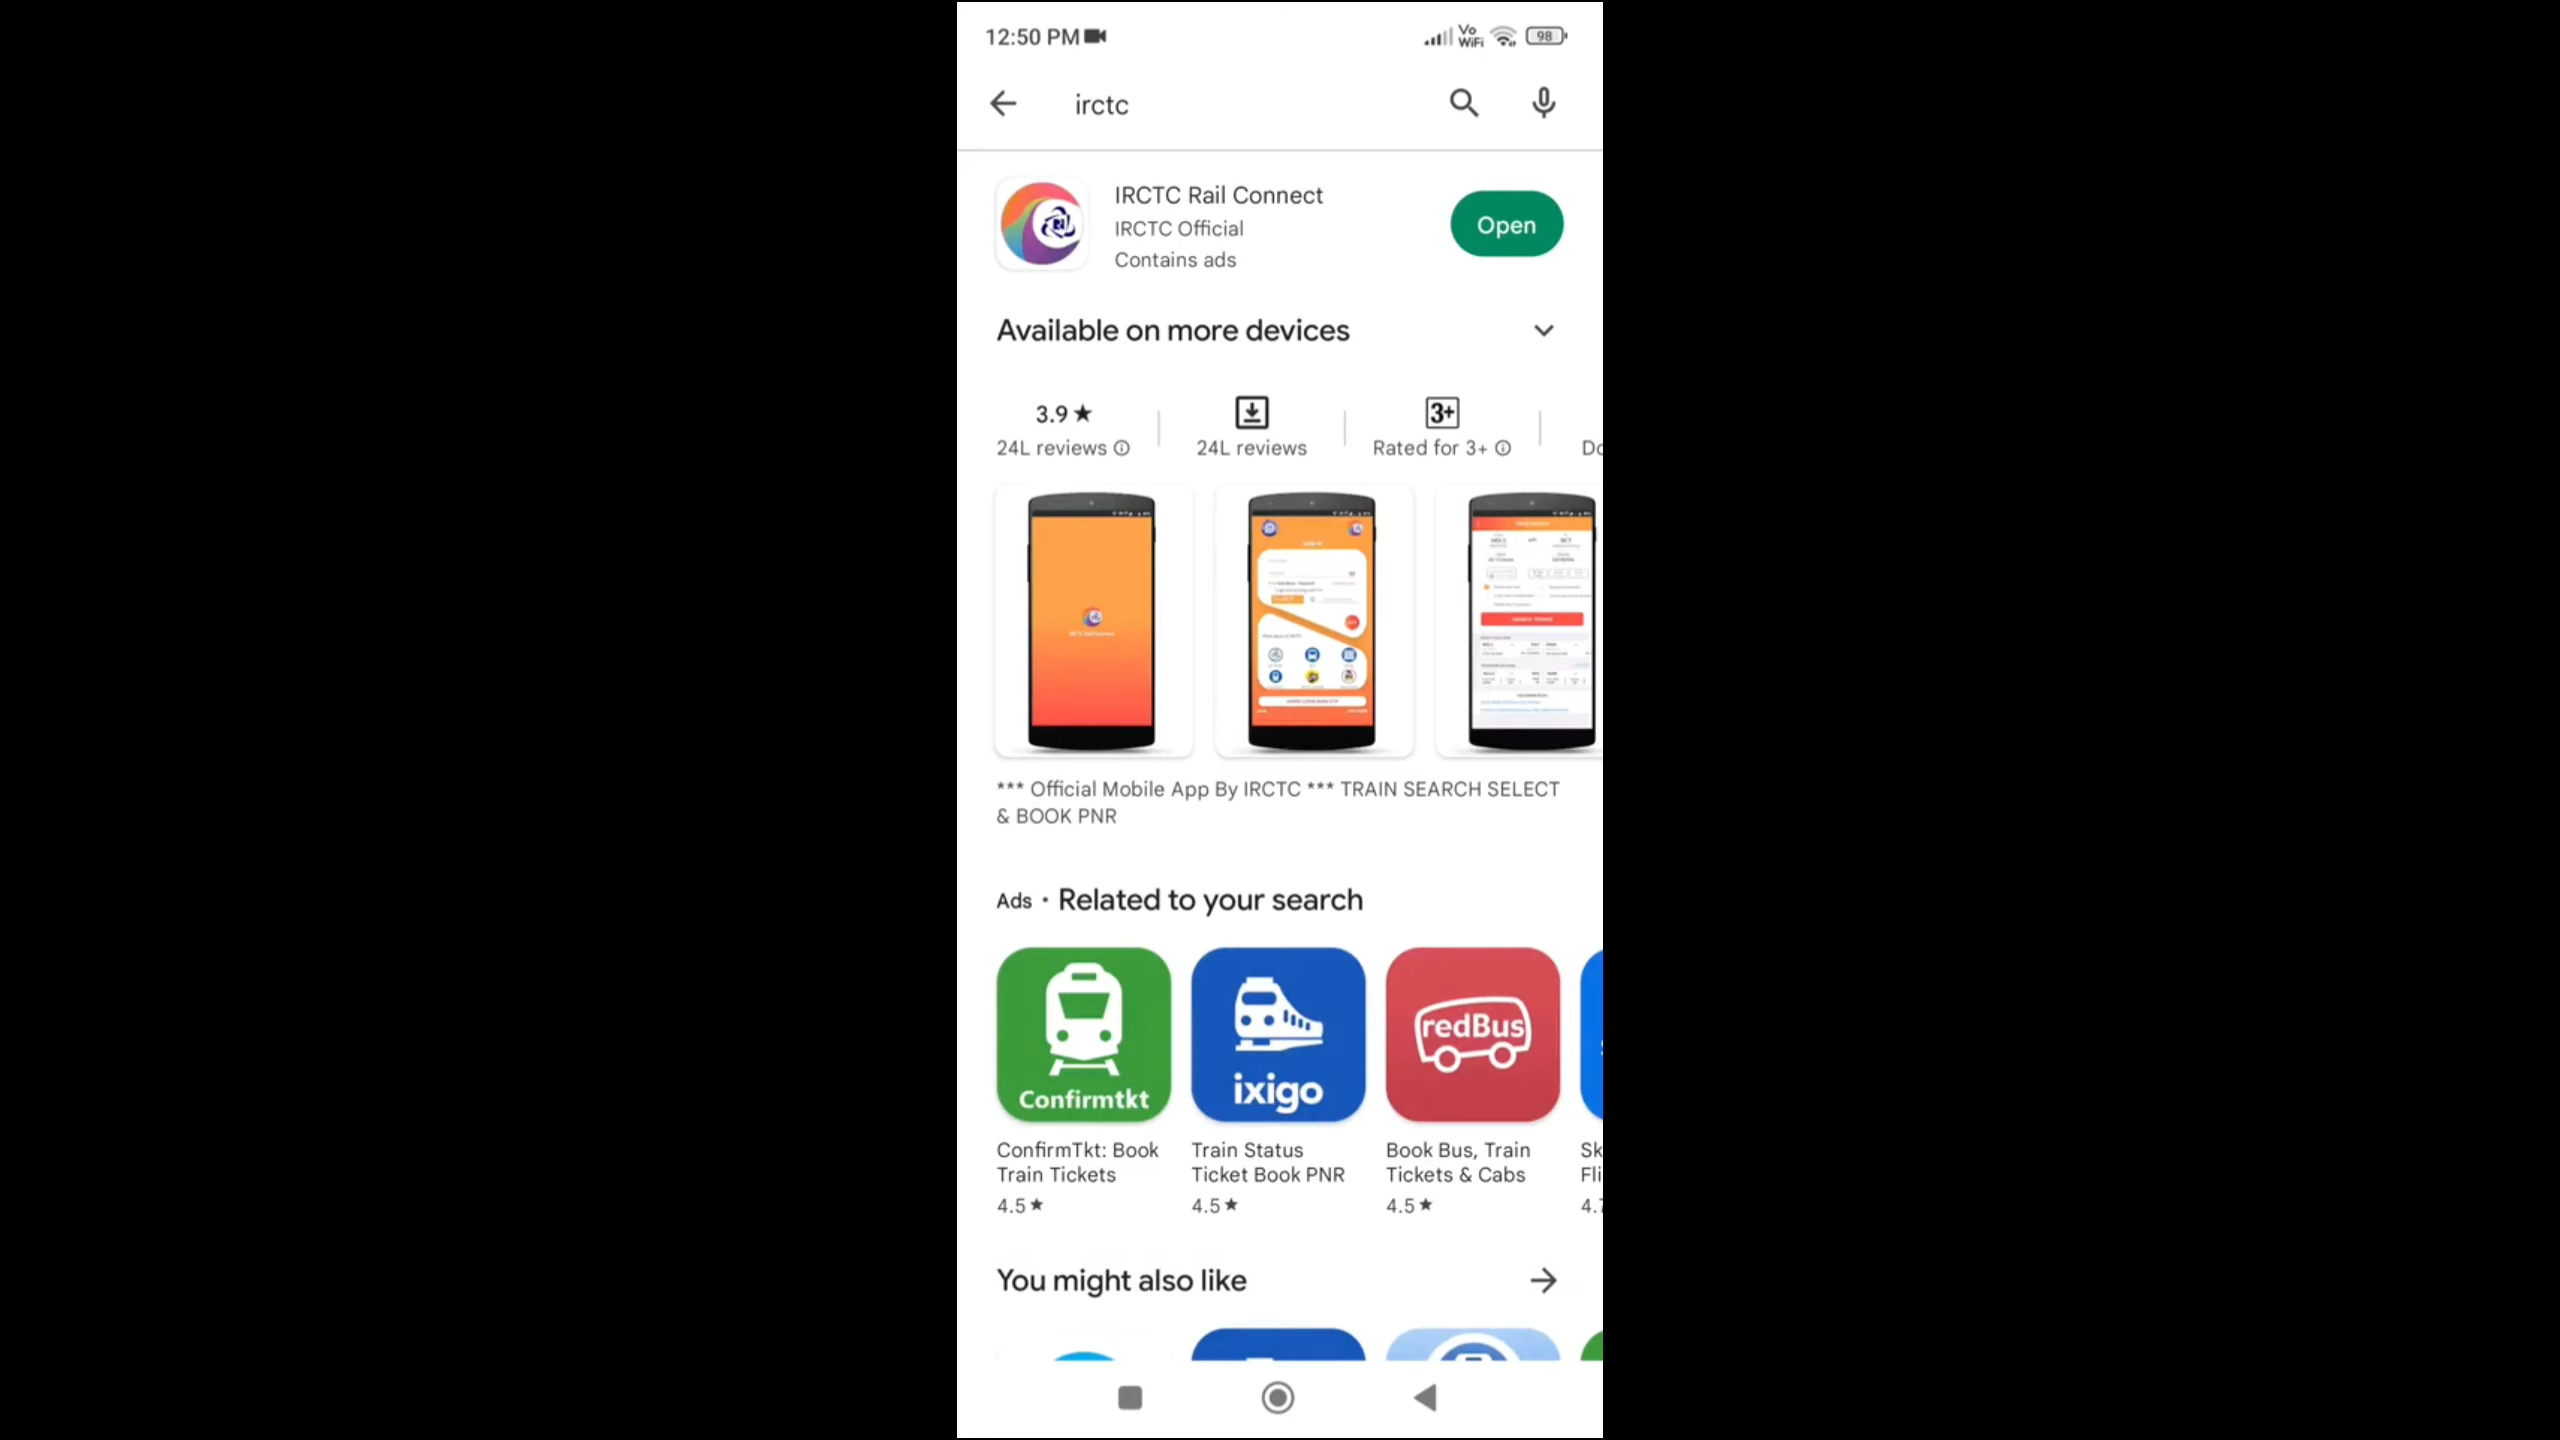 12:50 PM
Vo
WiFi
98
irctc
IRCTC Rail Connect
IRCTC Official
Contains ads
Open
Available on more devices
3.9 ★
24L reviews
24L reviews
3+
Rated for 3+
*** Official Mobile App By IRCTC *** TRAIN SEARCH SELECT
& BOOK PNR
Ads · Related to your search
Confirmtkt
ixigo
redBus
ConfirmTkt: Book
Train Tickets
4.5 ★
Train Status
Ticket Book PNR
4.5 ★
Book Bus, Train
Tickets & Cabs
4.5 ★
You might also like